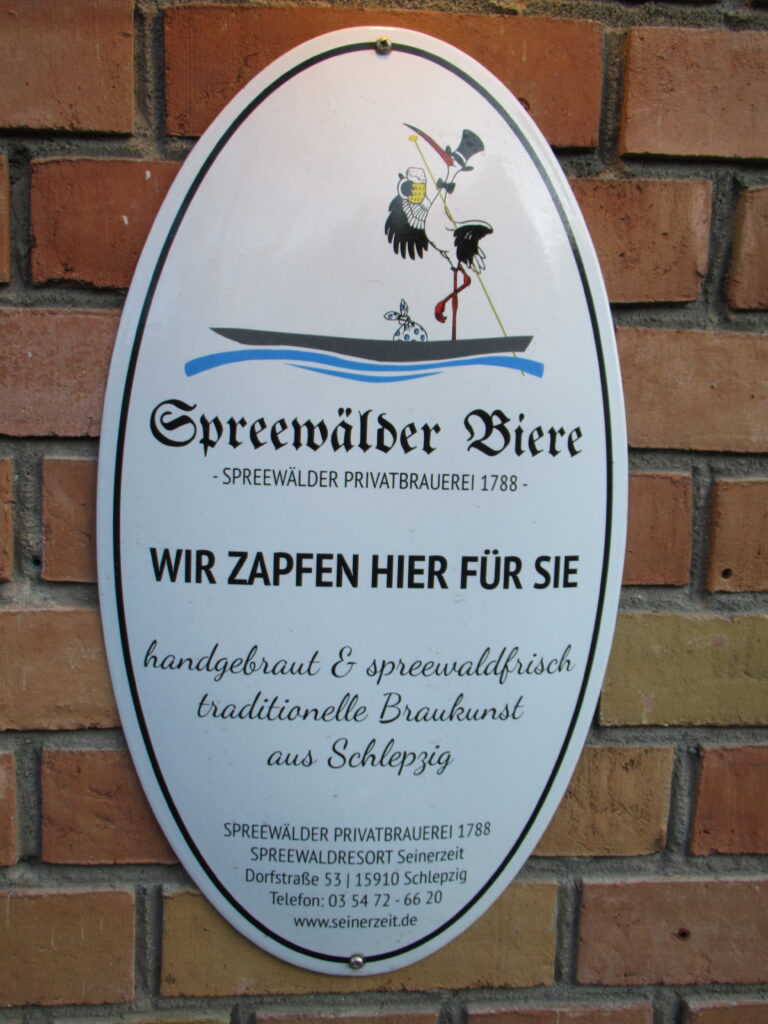 Spreewälder Biere
- SPREEWÄLDER PRIVATBRAUEREI 1788 -
WIR ZAPFEN HIER FÜR SIE
handgebraut & spreewaldfrisch
traditionelle Braukunst
aus Schlepzig
SPREEWÄLDER PRIVATBRAUEREI 1788
SPREEWALDRESORT Seinerzeit
Dorfstraße 53 | 15910 Schlepzig
Telefon: 03 54 72 - 66 20
www.seinerzeit.de